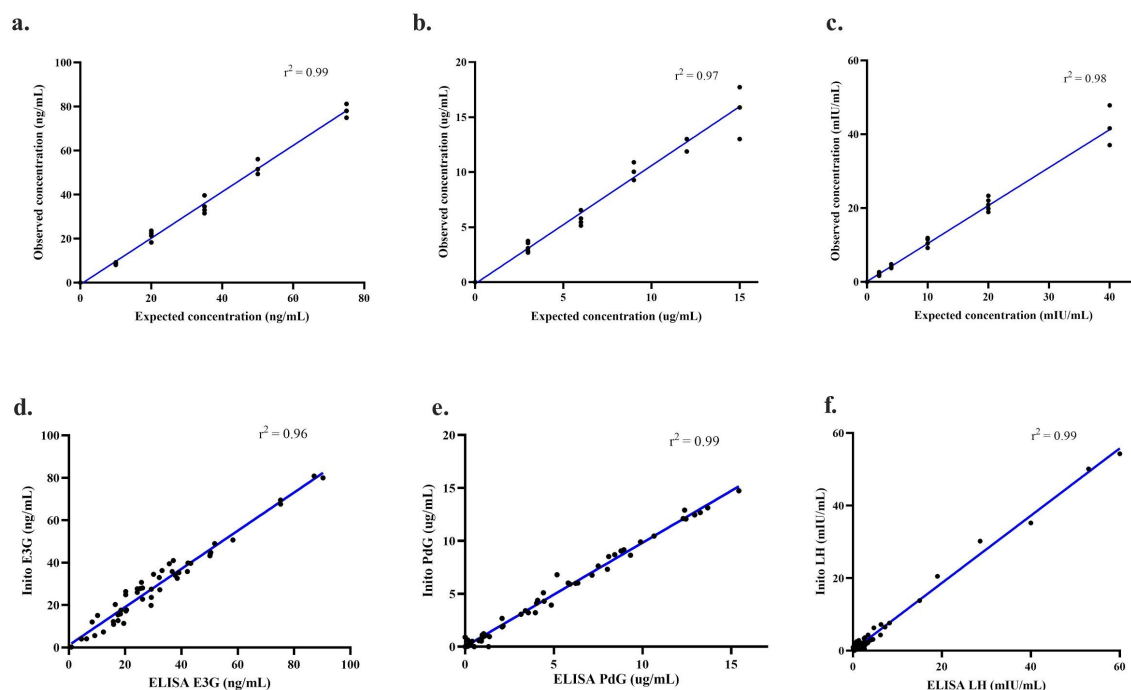 a.
r² = 0.99
Observed concentration (ng/mL)
100
80
60
40
20
0
0 20 40 60 80
Expected concentration (ng/mL)
b.
r² = 0.97
Observed concentration (ug/mL)
20
15
10
5
0
0 5 10 15
Expected concentration (ug/mL)
c.
r² = 0.98
Observed concentration (mIU/mL)
60
40
20
0
0 10 20 30 40
Expected concentration (mIU/mL)
d.
r² = 0.96
Inito E3G (ng/mL)
100
80
60
40
20
0
0 20 40 60 80 100
ELISA E3G (ng/mL)
e.
r² = 0.99
Inito PdG (ug/mL)
20
15
10
5
0
0 5 10 15
ELISA PdG (ug/mL)
f.
r² = 0.99
Inito LH (mIU/mL)
60
40
20
0
0 20 40 60
ELISA LH (mIU/mL)